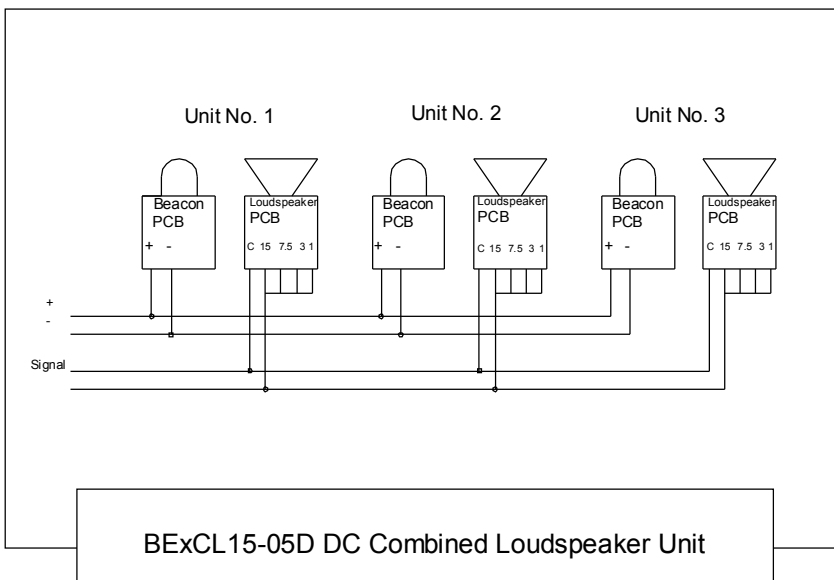 Unit No. 1
Unit No. 2
Unit No. 3
Beacon
PCB
+ -
Loudspeaker
PCB
C 15 7.5 3 1
Beacon
PCB
+ -
Loudspeaker
PCB
C 15 7.5 3 1
Beacon
PCB
+ -
Loudspeaker
PCB
C 15 7.5 3 1
+
-
Signal
BExCL15-05D DC Combined Loudspeaker Unit